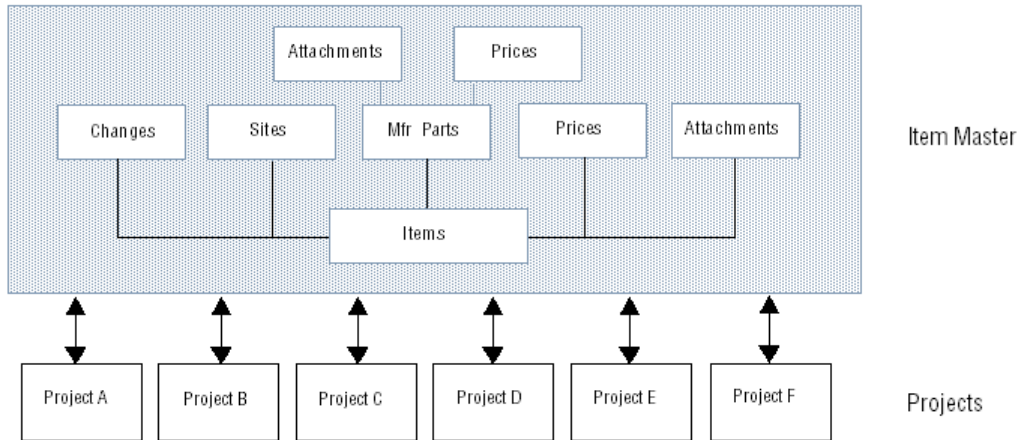 Attachments
Prices
Changes
Sites
Mfr Parts
Prices
Attachments
Item Master
Items
Project A
Project B
Project C
Project D
Project E
Project F
Projects